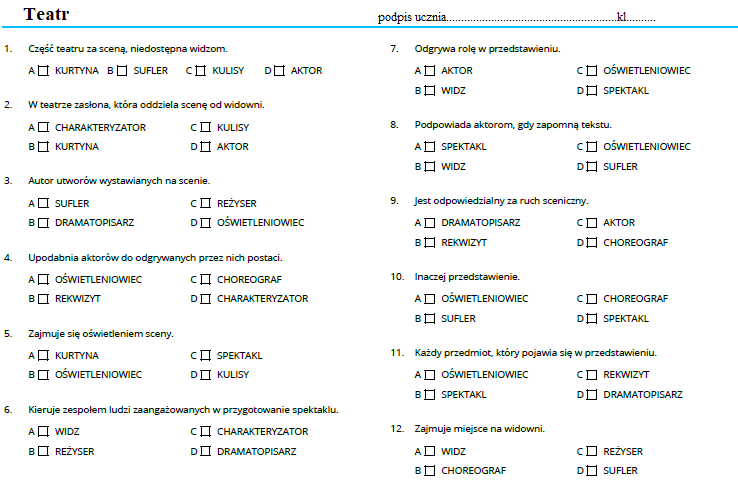 Teatr
podpis ucznia.........................................................kl..........
1. Część teatru za sceną, niedostępna widzom.
A KURTYNA B SUFLER C KULISY D AKTOR
2. W teatrze zasłona, która oddziela scenę od widowni.
A CHARAKTERYZATOR C KULISY
B KURTYNA D AKTOR
3. Autor utworów wystawianych na scenie.
A SUFLER C REŻYSER
B DRAMATOPISARZ D OŚWIETLENIOWIEC
4. Upodabnia aktorów do odgrywanych przez nich postaci.
A OŚWIETLENIOWIEC C CHOREOGRAF
B REKWIZYT D CHARAKTERYZATOR
5. Zajmuje się oświetleniem sceny.
A KURTYNA C SPEKTAKL
B OŚWIETLENIOWIEC D KULISY
6. Kieruje zespołem ludzi zaangażowanych w przygotowanie spektaklu.
A WIDZ C CHARAKTERYZATOR
B REŻYSER D DRAMATOPISARZ
7. Odgrywa rolę w przedstawieniu.
A AKTOR C OŚWIETLENIOWIEC
B WIDZ D SPEKTAKL
8. Podpowiada aktorom, gdy zapomną tekstu.
A SPEKTAKL C OŚWIETLENIOWIEC
B WIDZ D SUFLER
9. Jest odpowiedzialny za ruch sceniczny.
A DRAMATOPISARZ C AKTOR
B REKWIZYT D CHOREOGRAF
10. Inaczej przedstawienie.
A OŚWIETLENIOWIEC C CHOREOGRAF
B SUFLER D SPEKTAKL
11. Każdy przedmiot, który pojawia się w przedstawieniu.
A OŚWIETLENIOWIEC C REKWIZYT
B SPEKTAKL D DRAMATOPISARZ
12. Zajmuje miejsce na widowni.
A WIDZ C REŻYSER
B CHOREOGRAF D SUFLER